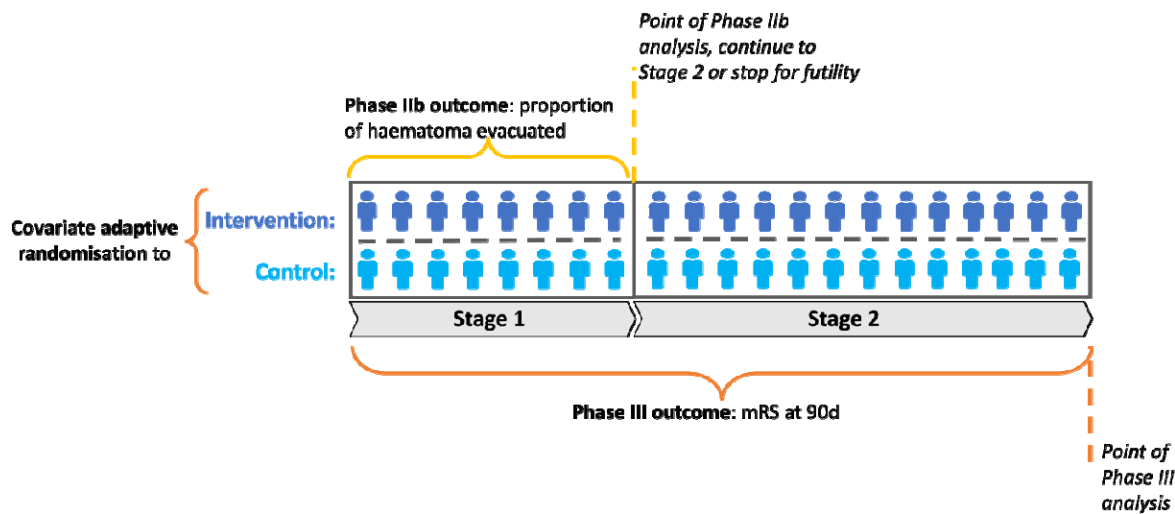 Point of Phase IIb
analysis, continue to
Stage 2 or stop for futility
Phase IIb outcome: proportion
of haematoma evacuated
Covariate adaptive
randomisation to
Intervention:
Control:
Stage 1
Stage 2
Phase III outcome: mRS at 90d
Point of
Phase III
analysis